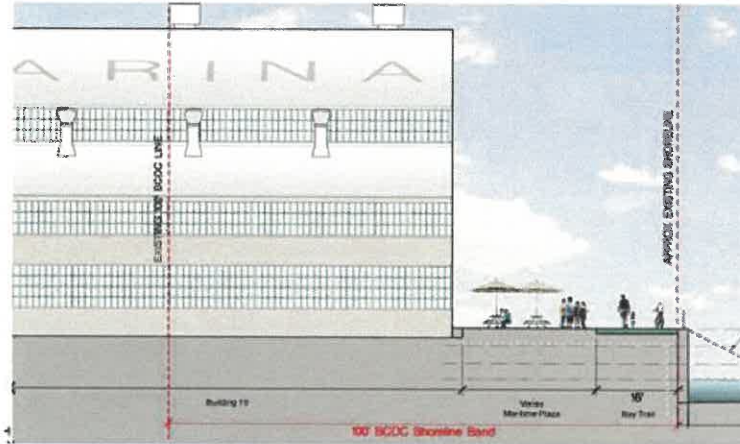 ARINA
EXISTING 100' BCDC LINE
APPROX EXISTING SHORELINE
Building 19
Varies
Maritime Plaza
16'
Bay Trail
100' BCDC Shoreline Band